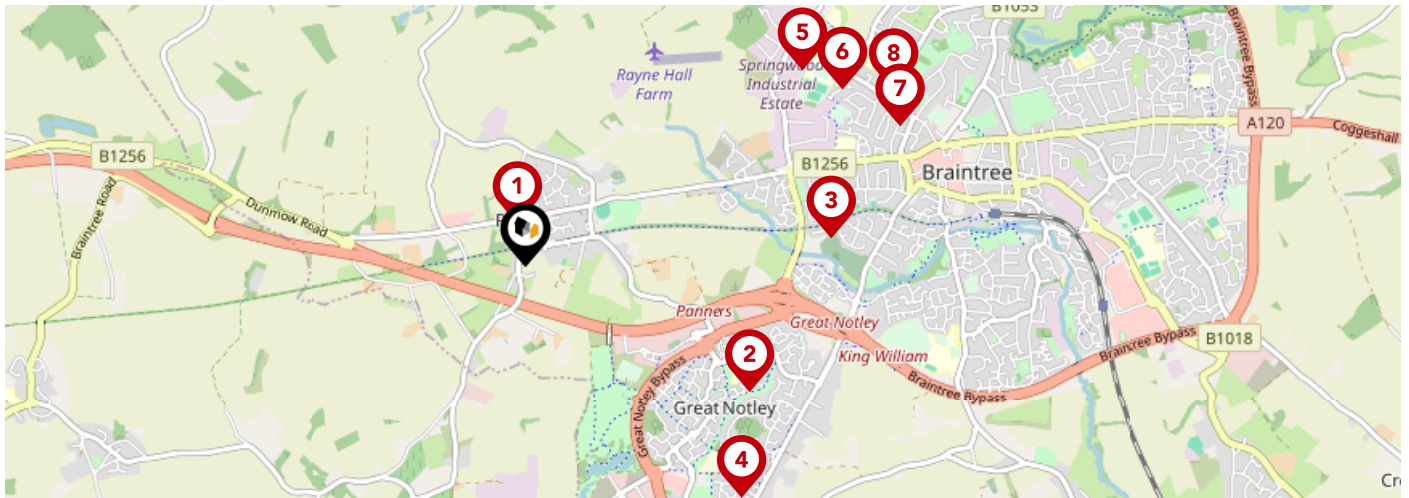 B1053
5
6
8
Springwood
Industrial
Estate
7
Rayne Hall
Farm
Braintree Bypass
A120
Coggeshall
B1256
B1256
Braintree
1
3
Braintree Road
Dunmow Road
Panners
Great Notley
King William
2
Great Notley Bypass
Great Notley
Braintree Bypass
Braintree Bypass
B1018
4